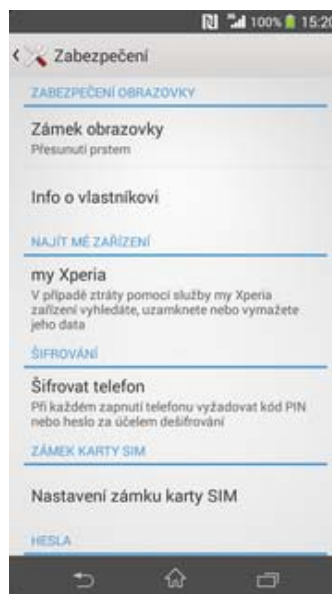 100% 15:20
Zabezpečení
ZABEZPEČENÍ OBRAZOVKY
Zámek obrazovky
Přesunutí prstem
Info o vlastníkovi
NAJÍT MÉ ZAŘÍZENÍ
my Xperia
V případě ztráty pomocí služby my Xperia
zařízení vyhledáte, uzamknete nebo vymažete
jeho data
ŠIFROVÁNÍ
Šifrovat telefon
Při každém zapnutí telefonu vyžadovat kód PIN
nebo heslo za účelem dešifrování
ZÁMEK KARTY SIM
Nastavení zámku karty SIM
HESLA